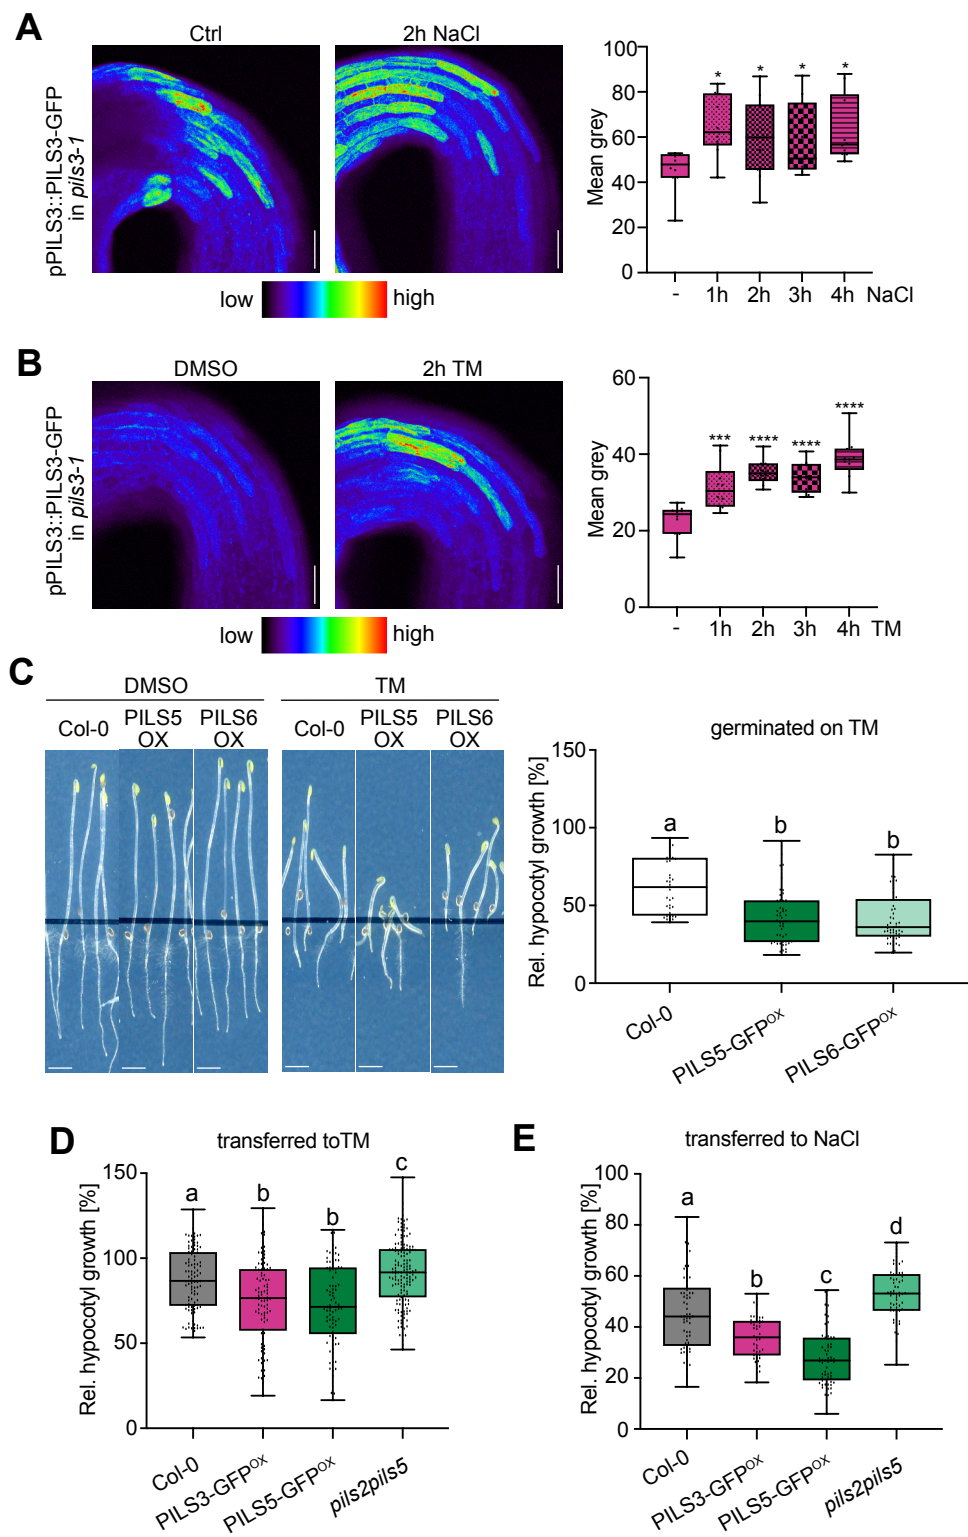 A
Ctrl
2h NaCl
pPILS3::PILS3-GFP
in pils3-1
low
high
Mean grey
100
80
60
40
20
0
-
1h
2h
3h
4h
NaCl
*
*
*
*
B
DMSO
2h TM
pPILS3::PILS3-GFP
in pils3-1
low
high
Mean grey
60
40
20
0
-
1h
2h
3h
4h
TM
***
****
****
****
C
DMSO
TM
Col-0
PILS5
OX
PILS6
OX
Col-0
PILS5
OX
PILS6
OX
germinated on TM
Rel. hypocotyl growth [%]
150
100
50
0
a
b
b
Col-0
PILS5-GFPOX
PILS6-GFPOX
D
transferred toTM
Rel. hypocotyl growth [%]
150
100
50
0
a
b
b
c
Col-0
PILS3-GFPOX
PILS5-GFPOX
pils2pils5
E
transferred to NaCl
Rel. hypocotyl growth [%]
100
80
60
40
20
0
a
b
c
d
Col-0
PILS3-GFPOX
PILS5-GFPOX
pils2pils5